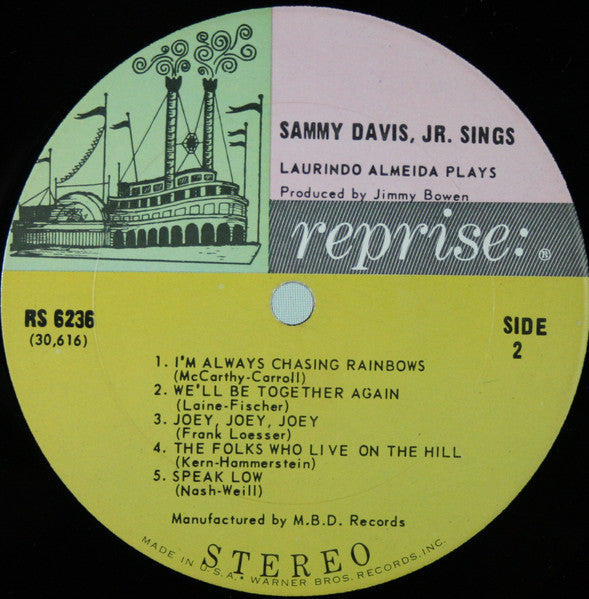 SAMMY DAVIS, JR. SINGS
LAURINDO ALMEIDA PLAYS
Produced by Jimmy Bowen
reprise:®
RS 6236
(30,616)
SIDE
2
1. I'M ALWAYS CHASING RAINBOWS
(McCarthy-Carroll)
2. WE'LL BE TOGETHER AGAIN
(Laine-Fischer)
3. JOEY, JOEY, JOEY
(Frank Loesser)
4. THE FOLKS WHO LIVE ON THE HILL
(Kern-Hammerstein)
5. SPEAK LOW
(Nash-Weill)
Manufactured by M.B.D. Records
STEREO
MADE IN U.S.A. • WARNER BROS. RECORDS, INC.